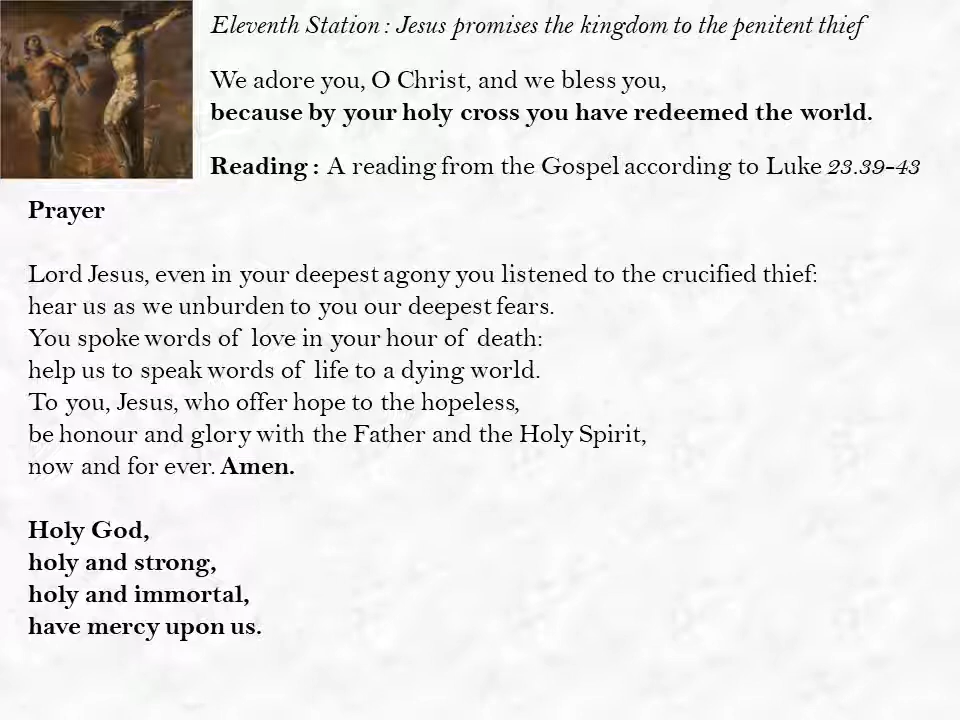 Eleventh Station : Jesus promises the kingdom to the penitent thief
We adore you, O Christ, and we bless you,
because by your holy cross you have redeemed the world.
Reading : A reading from the Gospel according to Luke 23.39-43
Prayer
Lord Jesus, even in your deepest agony you listened to the crucified thief:
hear us as we unburden to you our deepest fears.
You spoke words of love in your hour of death:
help us to speak words of life to a dying world.
To you, Jesus, who offer hope to the hopeless,
be honour and glory with the Father and the Holy Spirit,
now and for ever. Amen.
Holy God,
holy and strong,
holy and immortal,
have mercy upon us.